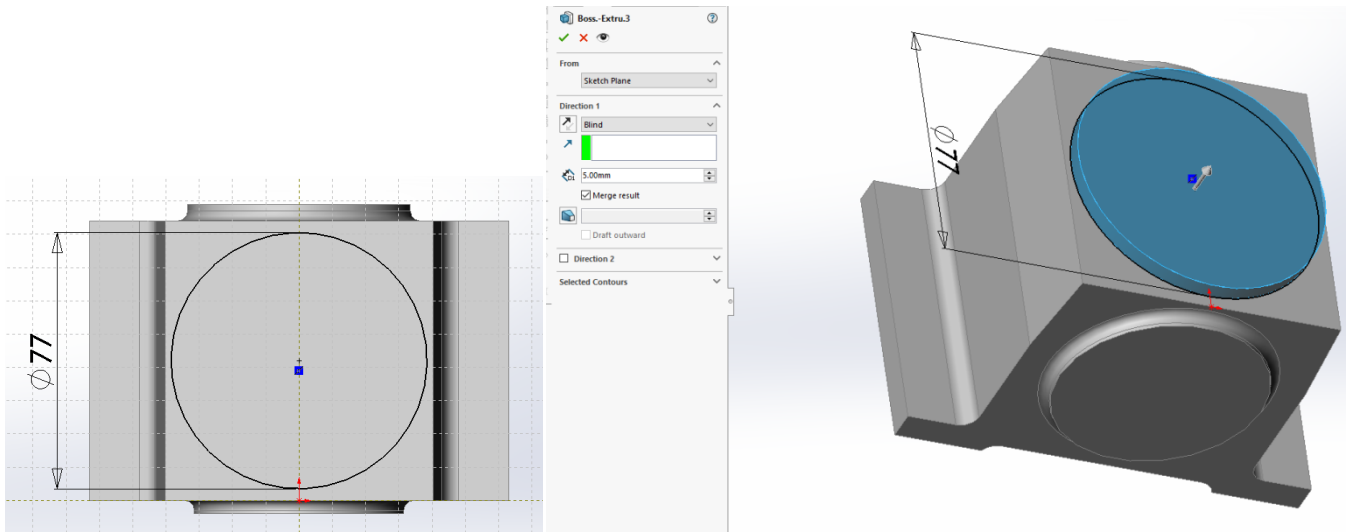 Ø 77
Boss.-Extru.3
From
Sketch Plane
Direction 1
Blind
5.00mm
Merge result
Draft outward
Direction 2
Selected Contours
Ø 77